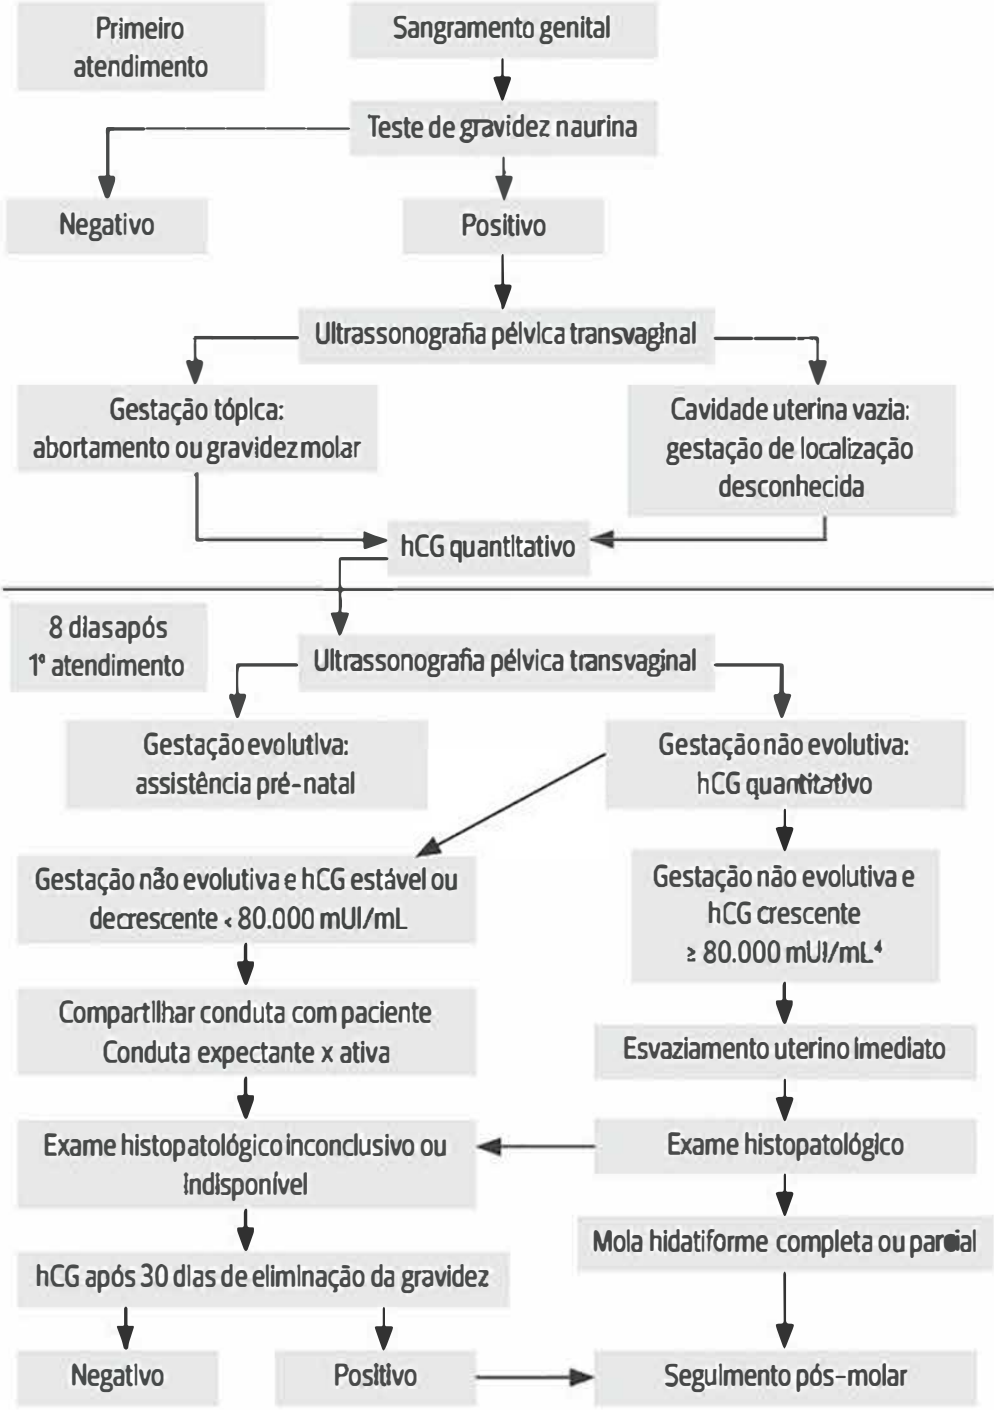 Primeiro
atendimento
Sangramento genital
Teste de gravidez naurina
Negativo
Positivo
Ultrassonografia pélvica transvaginal
Gestação tópica:
abortamento ou gravidez molar
Cavidade uterina vazia:
gestação de localização
desconhecida
hCG quantitativo
8 dias após
1º atendimento
Ultrassonografia pélvica transvaginal
Gestação evolutiva:
assistência pré-natal
Gestação não evolutiva:
hCG quantitativo
Gestação não evolutiva e hCG estável ou
decrescente < 80.000 mUI/mL
Gestação não evolutiva e
hCG crescente
≥ 80.000 mUI/mL⁴
Compartilhar conduta com paciente
Conduta expectante x ativa
Esvaziamento uterino imediato
Exame histopatológico inconclusivo ou
indisponível
Exame histopatológico
Mola hidatiforme completa ou parcial
hCG após 30 dias de eliminação da gravidez
Negativo
Positivo
Seguimento pós-molar